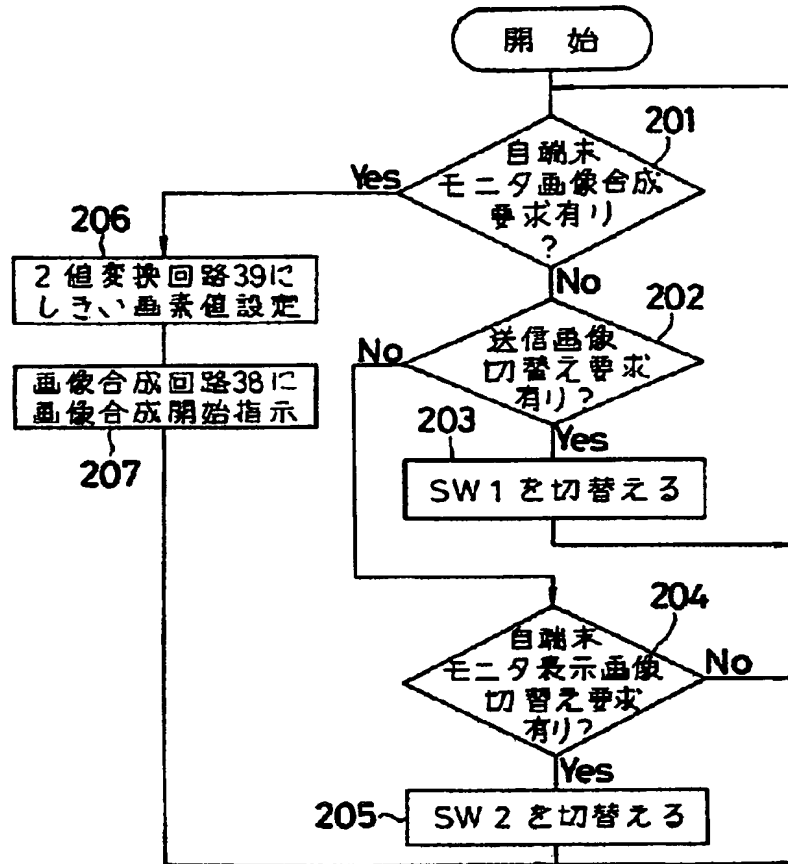 開始
201
自端末
モニタ画像合成
要求有り
?
Yes
No
206
2値変換回路39に
しきい画素値設定
画像合成回路38に
画像合成開始指示
207
202
送信画像
切替え要求
有り?
No
Yes
203
SW1を切替える
204
自端末
モニタ表示画像
切替え要求
有り?
No
Yes
205
SW2を切替える